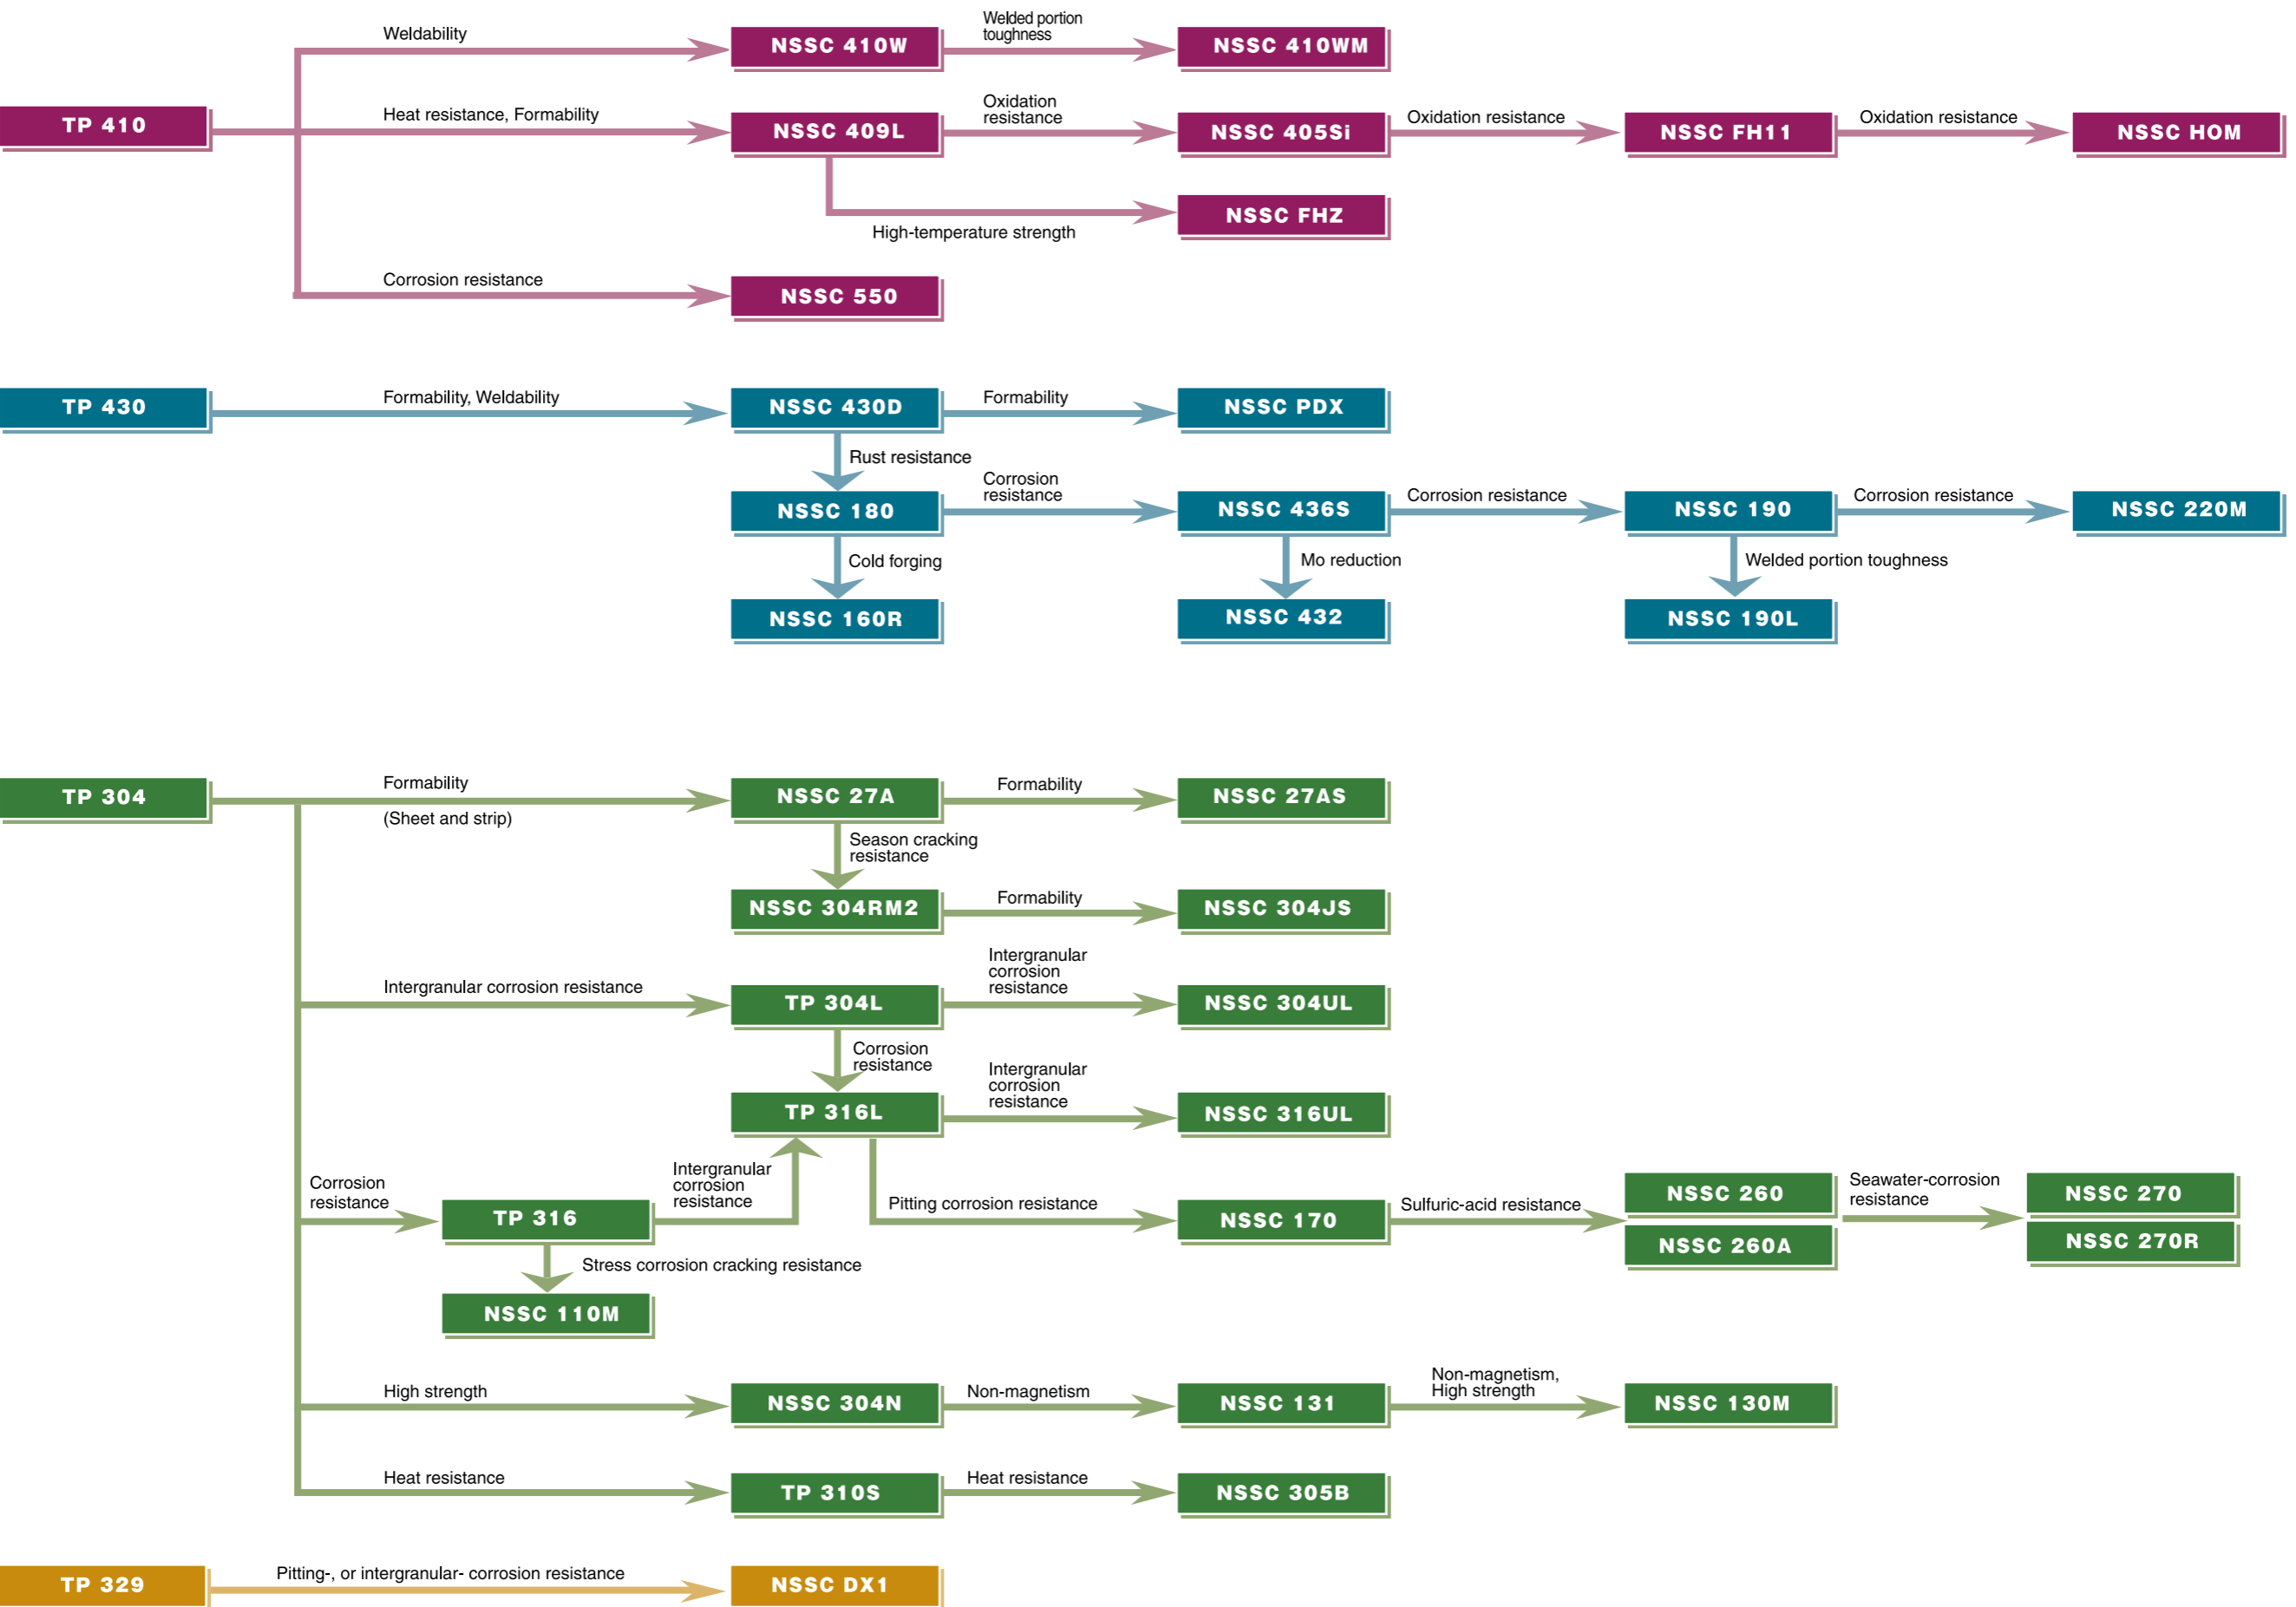 Weldability
NSSC 410W
Welded portion
toughness
NSSC 410WM
TP 410
Heat resistance, Formability
NSSC 409L
Oxidation
resistance
NSSC 405Si
Oxidation resistance
NSSC FH11
Oxidation resistance
NSSC HOM
NSSC FHZ
High-temperature strength
Corrosion resistance
NSSC 550
TP 430
Formability, Weldability
NSSC 430D
Formability
NSSC PDX
Rust resistance
NSSC 180
Corrosion
resistance
NSSC 436S
Corrosion resistance
NSSC 190
Corrosion resistance
NSSC 220M
Cold forging
Mo reduction
Welded portion toughness
NSSC 160R
NSSC 432
NSSC 190L
TP 304
Formability
(Sheet and strip)
NSSC 27A
Formability
NSSC 27AS
Season cracking
resistance
NSSC 304RM2
Formability
NSSC 304JS
Intergranular corrosion resistance
TP 304L
Intergranular
corrosion
resistance
NSSC 304UL
Corrosion
resistance
TP 316L
Intergranular
corrosion
resistance
NSSC 316UL
Corrosion
resistance
TP 316
Intergranular
corrosion
resistance
Pitting corrosion resistance
NSSC 170
Sulfuric-acid resistance
NSSC 260
NSSC 260A
Seawater-corrosion
resistance
NSSC 270
NSSC 270R
Stress corrosion cracking resistance
NSSC 110M
High strength
NSSC 304N
Non-magnetism
NSSC 131
Non-magnetism,
High strength
NSSC 130M
Heat resistance
TP 310S
Heat resistance
NSSC 305B
TP 329
Pitting-, or intergranular- corrosion resistance
NSSC DX1